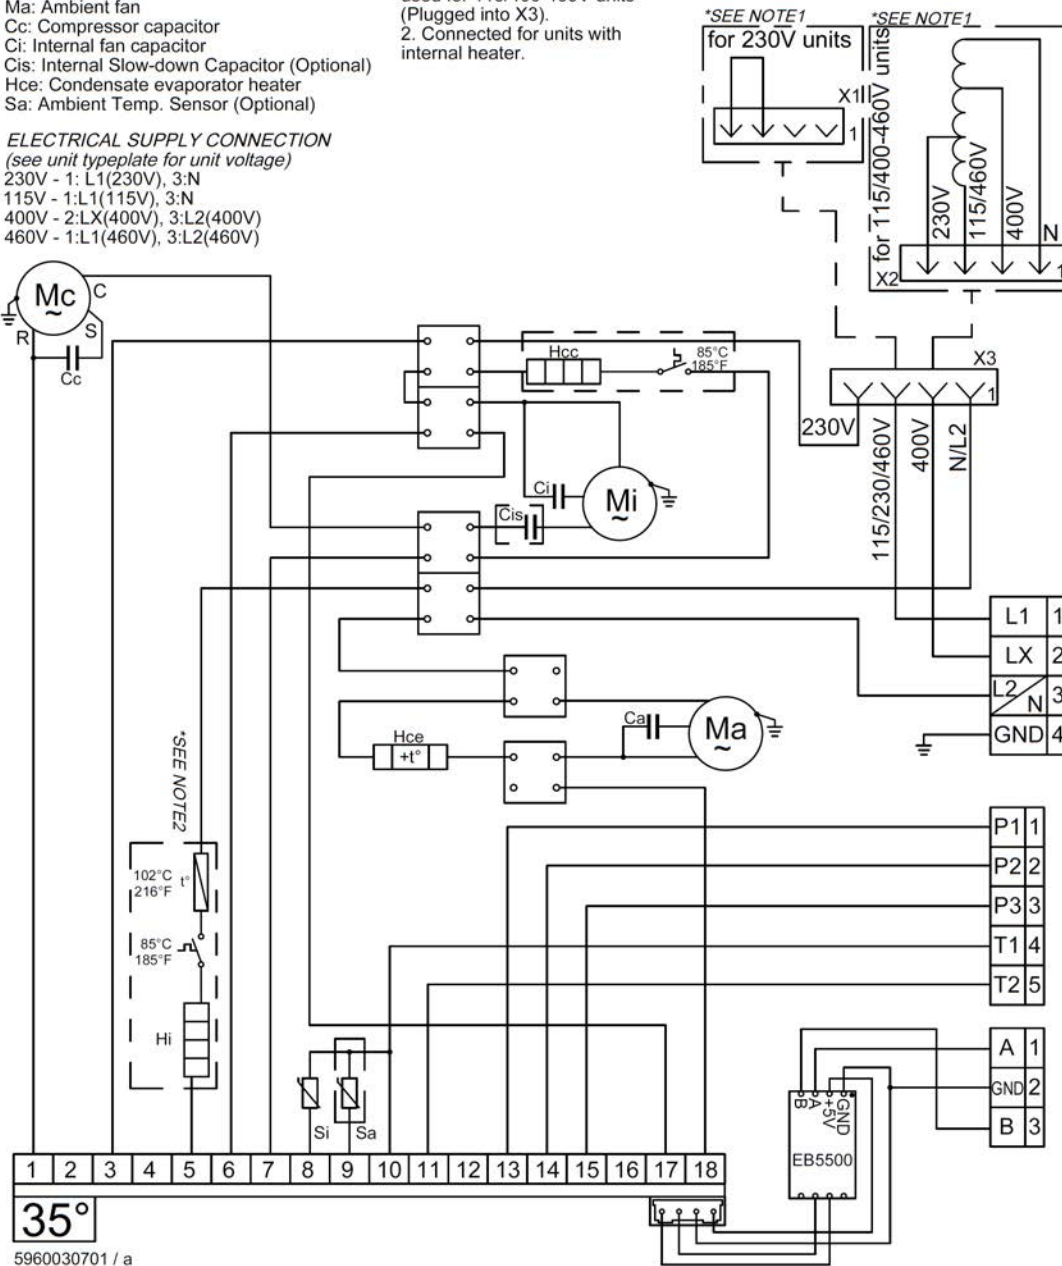 Ma: Ambient fan
Cc: Compressor capacitor
Ci: Internal fan capacitor
Cis: Internal Slow-down Capacitor (Optional)
Hce: Condensate evaporator heater
Sa: Ambient Temp. Sensor (Optional)
(Plugged into X3).
2. Connected for units with
internal heater.
ELECTRICAL SUPPLY CONNECTION
(see unit typeplate for unit voltage)
230V - 1: L1(230V), 3:N
115V - 1:L1(115V), 3:N
400V - 2:LX(400V), 3:L2(400V)
460V - 1:L1(460V), 3:L2(460V)
*SEE NOTE1
for 230V units
X1
1
*SEE NOTE1
for 115/400-460V units
230V
115/460V
400V
N
X2
1
Mc
~
C
R
S
Cc
Hcc
85°C
185°F
X3
1
230V
115/230/460V
400V
N/L2
Ci
Mi
~
Cis
L1 1
LX 2
L2/N 3
GND 4
Ca
Ma
~
Hce
+t°
*SEE NOTE2
102°C
216°F
t°
85°C
185°F
Hi
P1 1
P2 2
P3 3
T1 4
T2 5
A 1
GND 2
B 3
Si
Sa
B A +5V GND
EB5500
1 2 3 4 5 6 7 8 9 10 11 12 13 14 15 16 17 18
35°
5960030701 / a